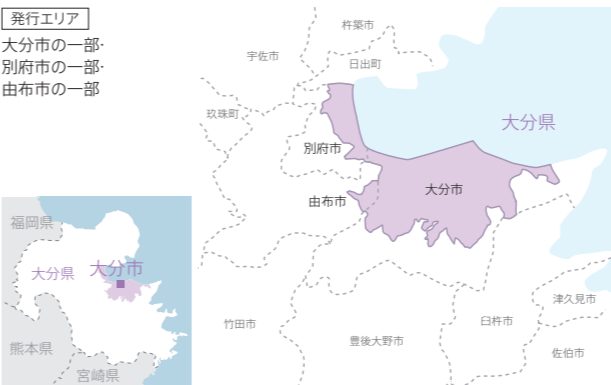 発行エリア
大分市の一部·
別府市の一部·
由布市の一部
杵築市
宇佐市
日出町
玖珠町
大分県
別府市
大分市
由布市
竹田市
豊後大野市
臼杵市
津久見市
佐伯市
福岡県
大分県
大分市
熊本県
宮崎県